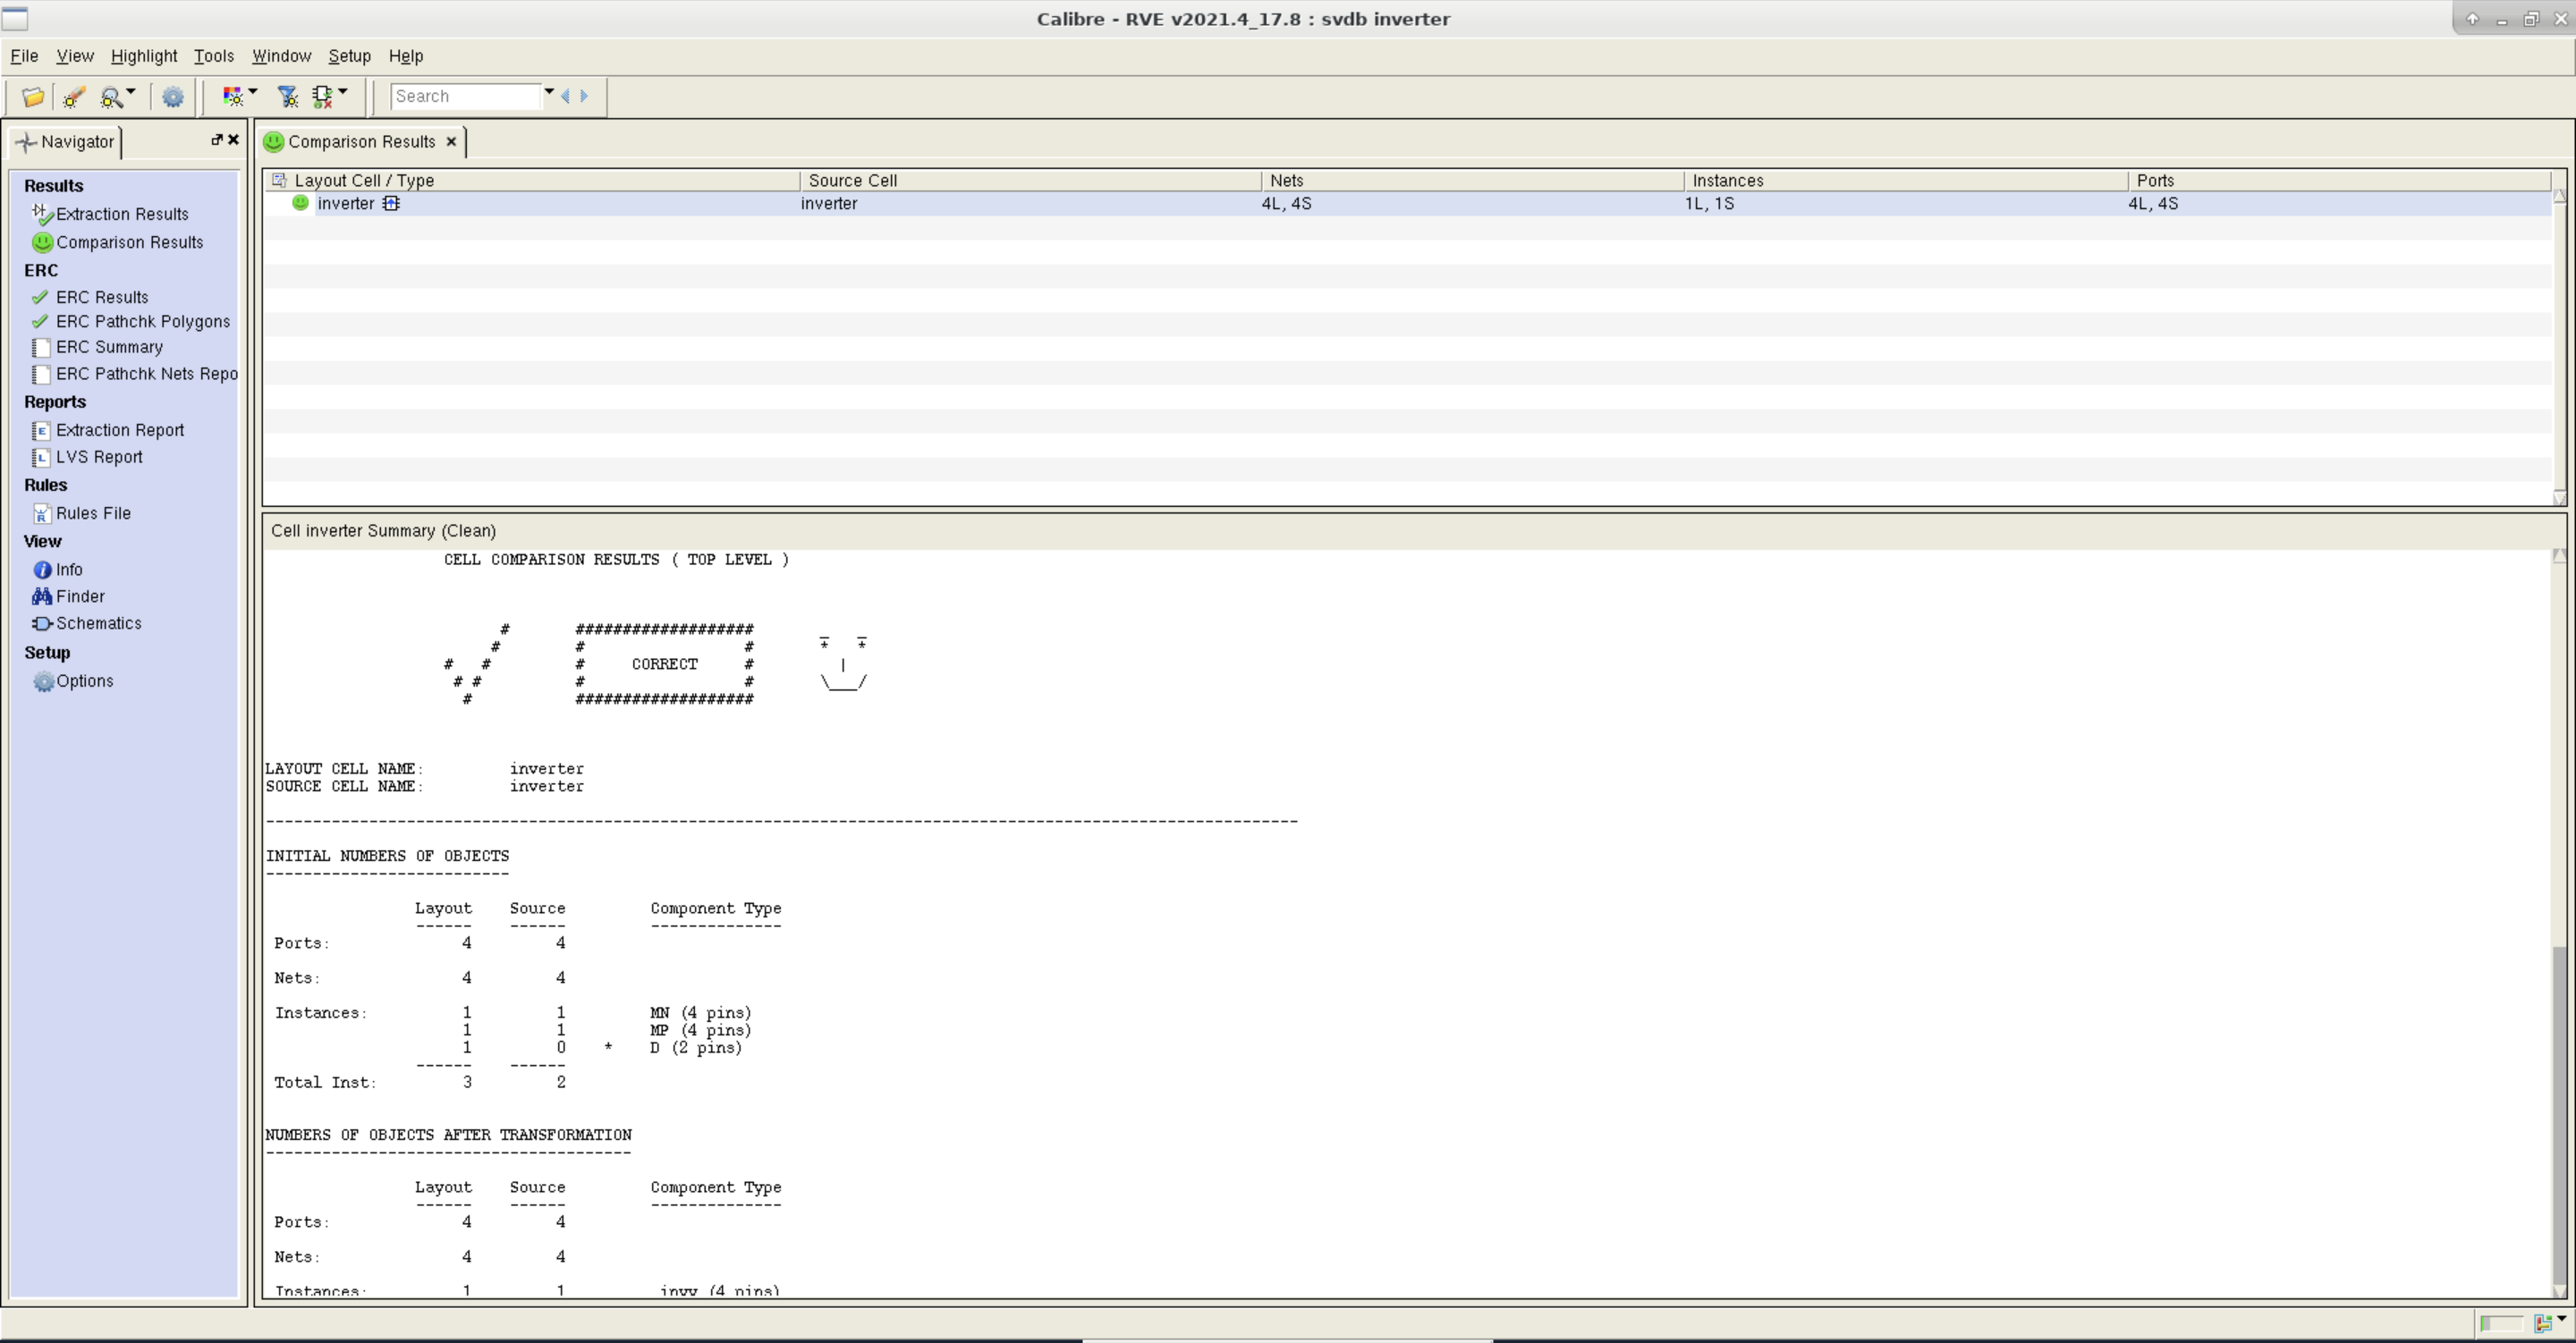 Calibre - RVE v2021.4_17.8 : svdb inverter
File View Highlight Tools Window Setup Help
Search
Navigator
Results
Extraction Results
Comparison Results
ERC
ERC Results
ERC Pathchk Polygons
ERC Summary
ERC Pathchk Nets Repo
Reports
Extraction Report
LVS Report
Rules
Rules File
View
Info
Finder
Schematics
Setup
Options
Comparison Results
Layout Cell / Type Source Cell Nets Instances Ports
inverter inverter 4L, 4S 1L, 1S 4L, 4S
Cell inverter Summary (Clean)
CELL COMPARISON RESULTS ( TOP LEVEL )
# ################### _ _
# # # * *
# # # CORRECT # |
# # # # \___/
# ###################
LAYOUT CELL NAME: inverter
SOURCE CELL NAME: inverter
--------------------------------------------------------------------------------------------------------------
INITIAL NUMBERS OF OBJECTS
--------------------------
Layout Source Component Type
------ ------ --------------
Ports: 4 4
Nets: 4 4
Instances: 1 1 MN (4 pins)
1 1 MP (4 pins)
1 0 * D (2 pins)
------ ------
Total Inst: 3 2
NUMBERS OF OBJECTS AFTER TRANSFORMATION
---------------------------------------
Layout Source Component Type
------ ------ --------------
Ports: 4 4
Nets: 4 4
Instances: 1 1 invv (4 pins)